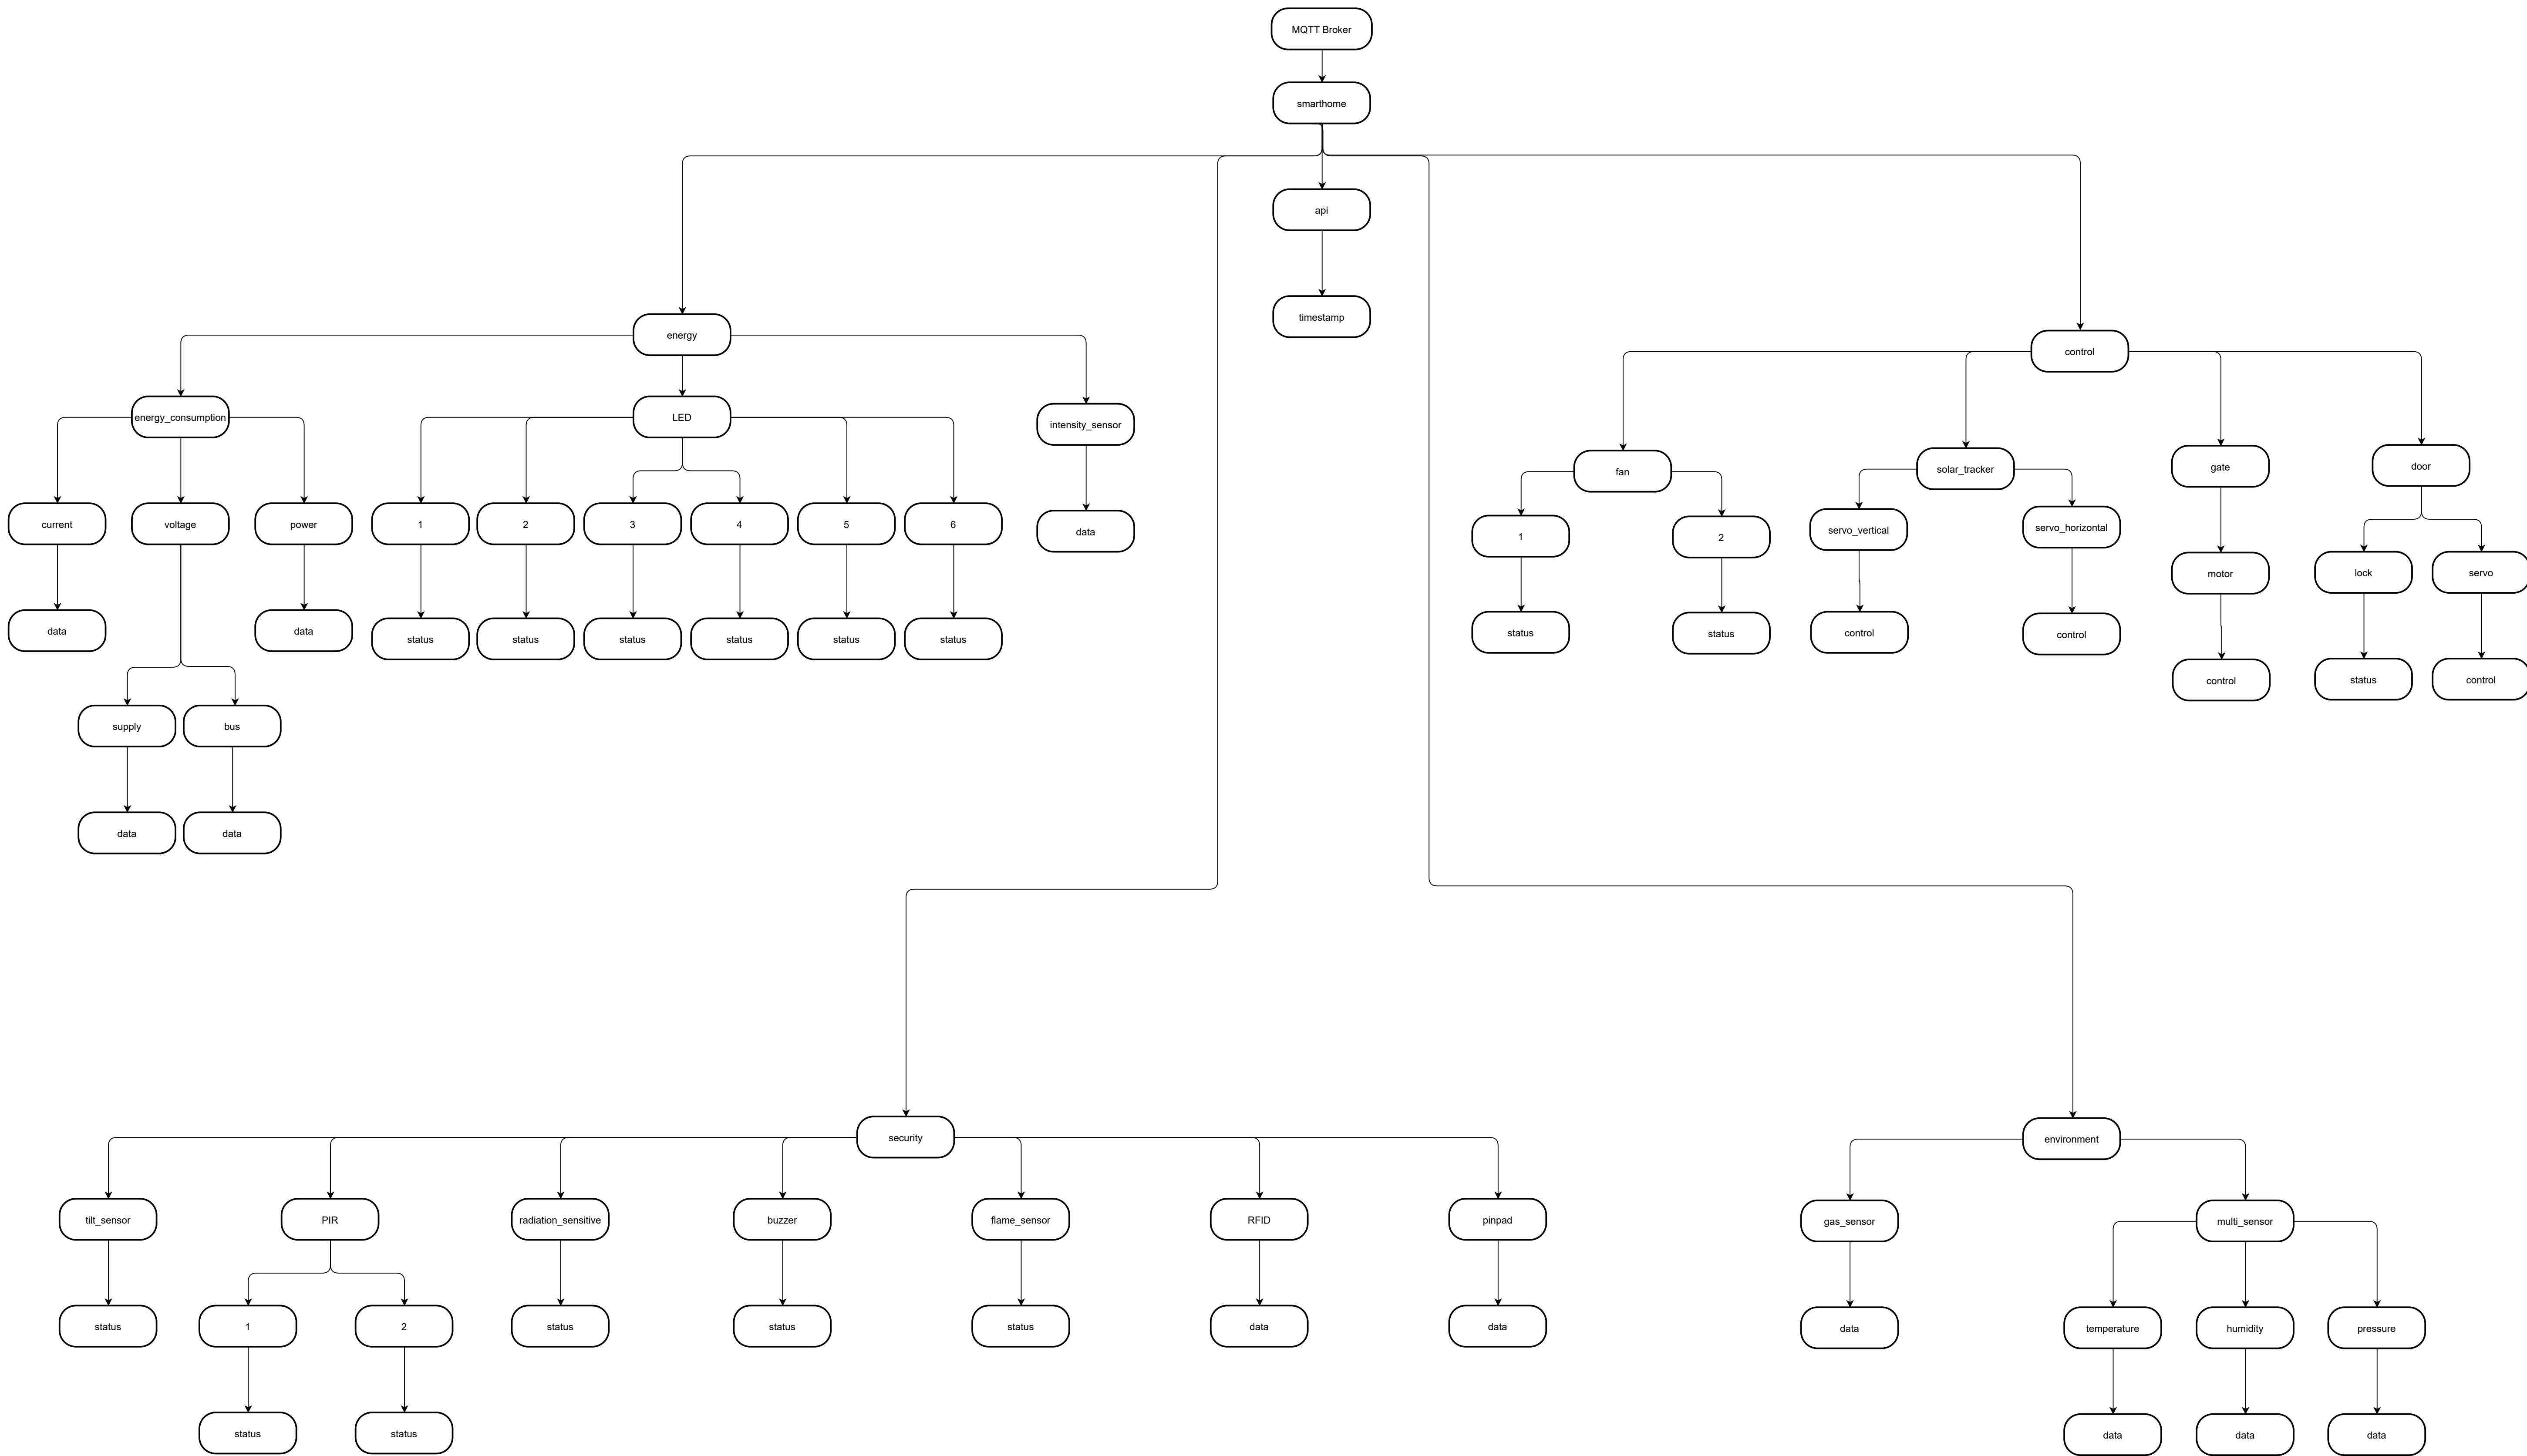 MQTT Broker
smarthome
api
timestamp
energy
control
energy_consumption
LED
intensity_sensor
fan
solar_tracker
gate
door
current
voltage
power
1
2
3
4
5
6
data
1
2
servo_vertical
servo_horizontal
motor
lock
servo
data
data
status
status
status
status
status
status
status
status
control
control
control
status
control
supply
bus
data
data
security
environment
tilt_sensor
PIR
radiation_sensitive
buzzer
flame_sensor
RFID
pinpad
gas_sensor
multi_sensor
status
1
2
status
status
status
data
data
data
temperature
humidity
pressure
status
status
data
data
data